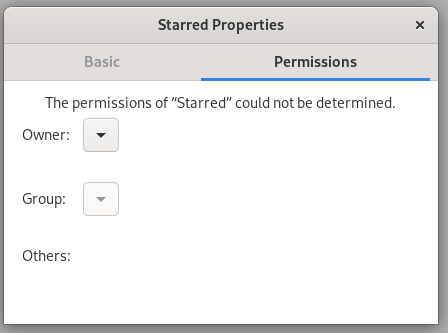 Starred Properties
Basic
Permissions
The permissions of “Starred” could not be determined.
Owner:
Group:
Others: